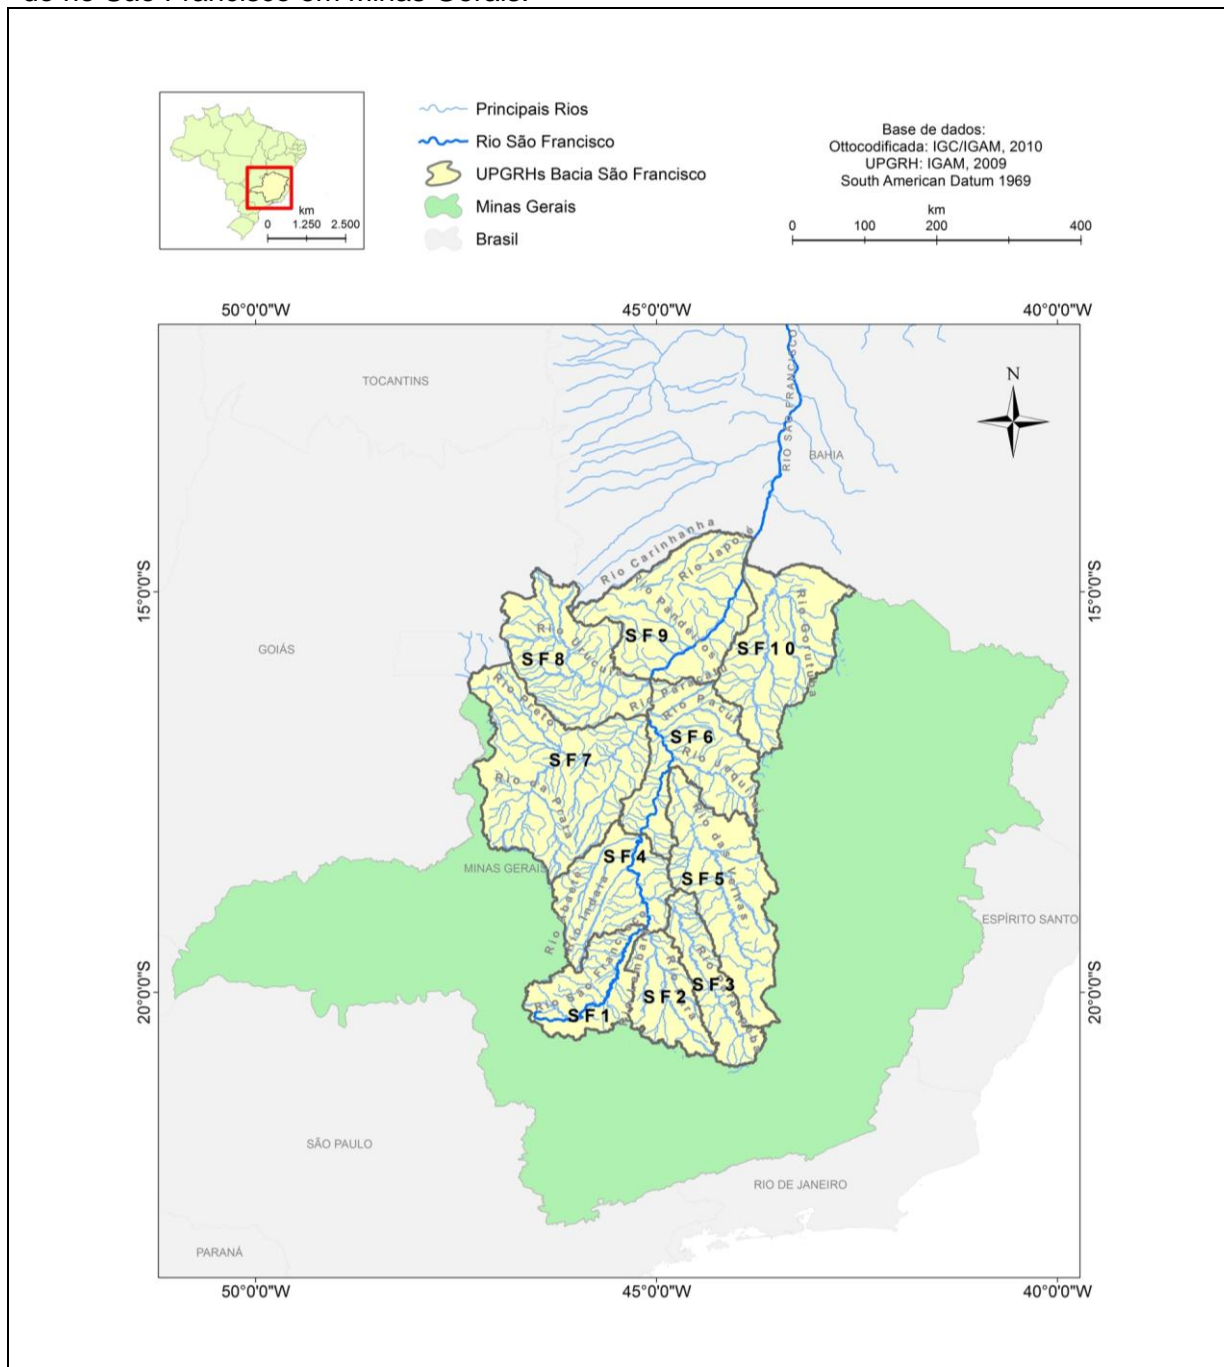 do rio São Francisco em Minas Gerais.
Principais Rios
Rio São Francisco
UPGRHs Bacia São Francisco
Minas Gerais
Brasil
km
0 1.250 2.500
Base de dados:
Ottocodificada: IGC/IGAM, 2010
UPGRH: IGAM, 2009
South American Datum 1969
km
0 100 200 400
50°0'0"W 45°0'0"W 40°0'0"W
N
TOCANTINS
RIO SÃO FRANCISCO
BAHIA
Rio Carinhanha
Rio Japoré
15°0'0"S 15°0'0"S
Rio Pandeiros
Rio Gorutuba
GOIÁS
SF9
SF10
Rio Urucuia
SF8
Rio Paracatu
Rio Preto
Rio Pacuí
SF6
Rio Jequitaí
SF7
Rio da Prata
Rio das Velhas
SF4
MINAS GERAIS
SF5
Rio Abaeté
Rio Indaiá
ESPÍRITO SANTO
Rio São Francisco
Rio Pará
20°0'0"S 20°0'0"S
SF3
SF2
SF1
SÃO PAULO
RIO DE JANEIRO
PARANÁ
50°0'0"W 45°0'0"W 40°0'0"W